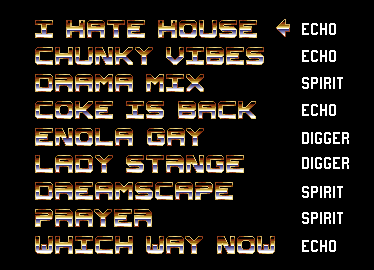 I HATE HOUSE ECHO
CHUNKY VIBES ECHO
DRAMA MIX SPIRIT
COKE IS BACK ECHO
ENOLA GAY DIGGER
LADY STANGE DIGGER
DREAMSCAPE SPIRIT
PRAYER SPIRIT
WHICH WAY NOW ECHO